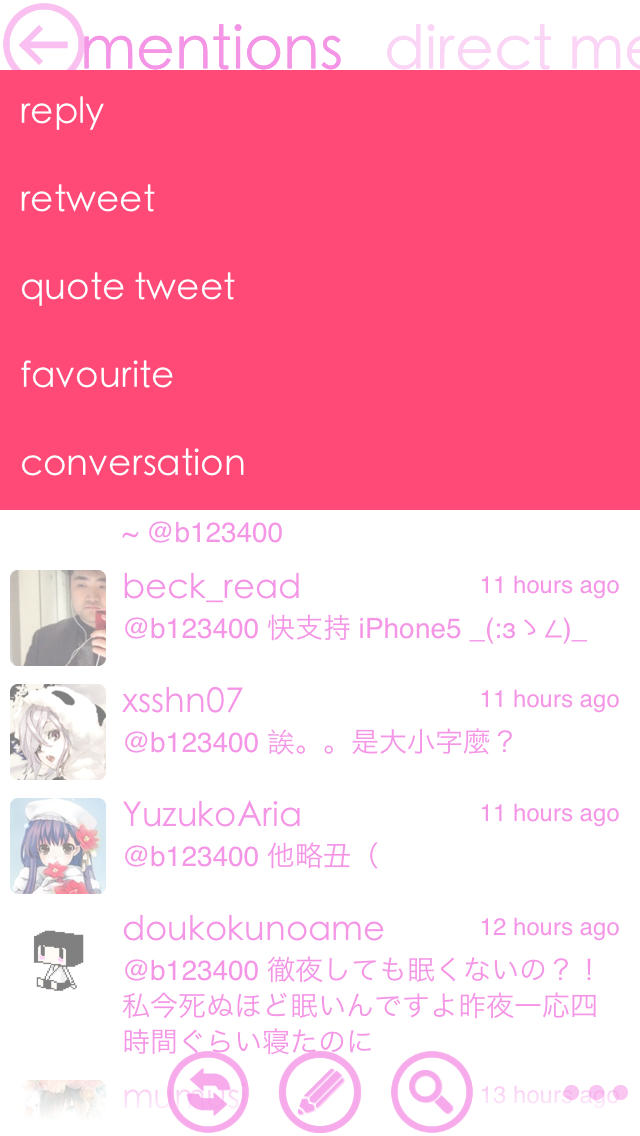 mentions direct me
reply
retweet
quote tweet
favourite
conversation
~ @b123400
beck_read 11 hours ago
@b123400 快支持 iPhone5 _(:з ゝ∠)_
xsshn07 11 hours ago
@b123400 誒。。是大小字麼？
YuzukoAria 11 hours ago
@b123400 他略丑（
doukokunoame 12 hours ago
@b123400 徹夜しても眠くないの？！
私今死ぬほど眠いんですよ昨夜一応四
時間ぐらい寝たのに
13 hours ago